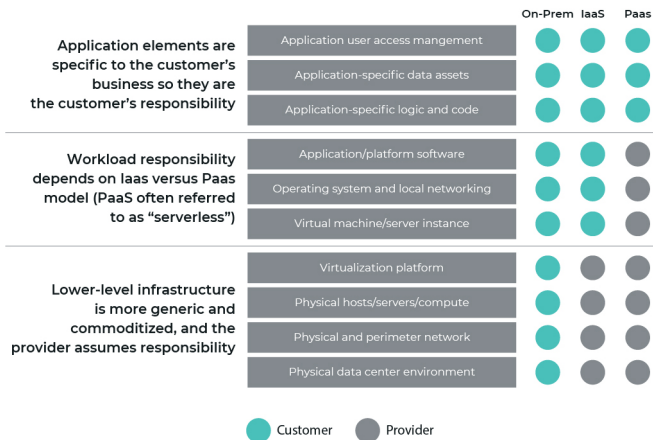 On-Prem IaaS Paas
Application elements are
specific to the customer's
business so they are
the customer's responsibility
Application user access mangement
Application-specific data assets
Application-specific logic and code
Workload responsibility
depends on Iaas versus Paas
model (PaaS often referred
to as “serverless”)
Application/platform software
Operating system and local networking
Virtual machine/server instance
Lower-level infrastructure
is more generic and
commoditized, and the
provider assumes responsibility
Virtualization platform
Physical hosts/servers/compute
Physical and perimeter network
Physical data center environment
Customer Provider